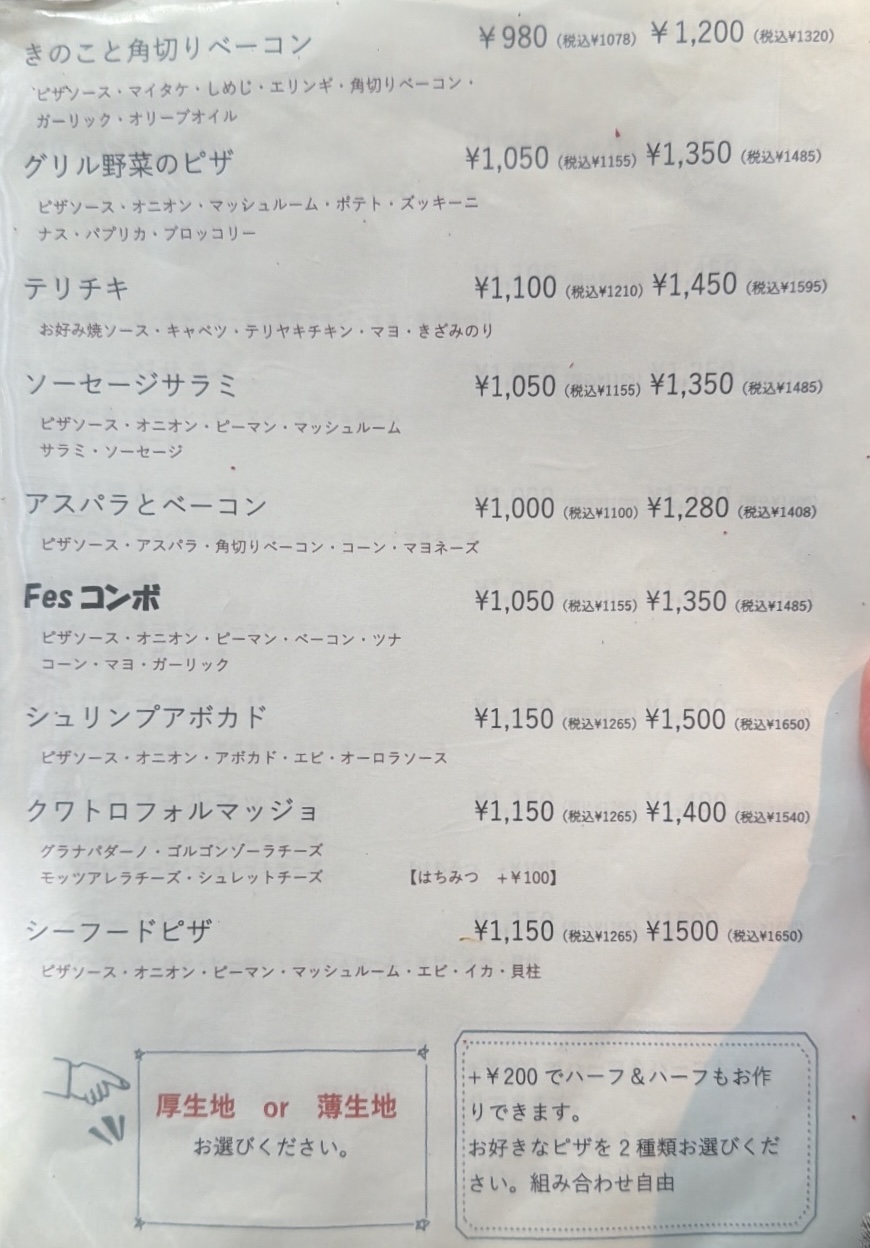 きのこと角切りベーコン ￥980 (税込¥1078) ￥1,200 (税込¥1320)
ピザソース・マイタケ・しめじ・エリンギ・角切りベーコン・
ガーリック・オリーブオイル
グリル野菜のピザ ¥1,050 (税込¥1155) ¥1,350 (税込¥1485)
ピザソース・オニオン・マッシュルーム・ポテト・ズッキーニ
ナス・パプリカ・ブロッコリー
テリチキ ¥1,100 (税込¥1210) ¥1,450 (税込¥1595)
お好み焼ソース・キャベツ・テリヤキチキン・マヨ・きざみのり
ソーセージサラミ ¥1,050 (税込¥1155) ¥1,350 (税込¥1485)
ピザソース・オニオン・ピーマン・マッシュルーム
サラミ・ソーセージ
アスパラとベーコン ¥1,000 (税込¥1100) ¥1,280 (税込¥1408)
ピザソース・アスパラ・角切りベーコン・コーン・マヨネーズ
Fes コンボ ¥1,050 (税込¥1155) ¥1,350 (税込¥1485)
ピザソース・オニオン・ピーマン・ベーコン・ツナ
コーン・マヨ・ガーリック
シュリンプアボカド ¥1,150 (税込¥1265) ¥1,500 (税込¥1650)
ピザソース・オニオン・アボカド・エビ・オーロラソース
クワトロフォルマッジョ ¥1,150 (税込¥1265) ¥1,400 (税込¥1540)
グラナパダーノ・ゴルゴンゾーラチーズ
モッツアレラチーズ・シュレットチーズ 【はちみつ +￥100】
シーフードピザ ¥1,150 (税込¥1265) ¥1500 (税込¥1650)
ピザソース・オニオン・ピーマン・マッシュルーム・エビ・イカ・貝柱
厚生地 or 薄生地
お選びください。
+￥200 でハーフ＆ハーフもお作
りできます。
お好きなピザを 2 種類お選びくだ
さい。組み合わせ自由